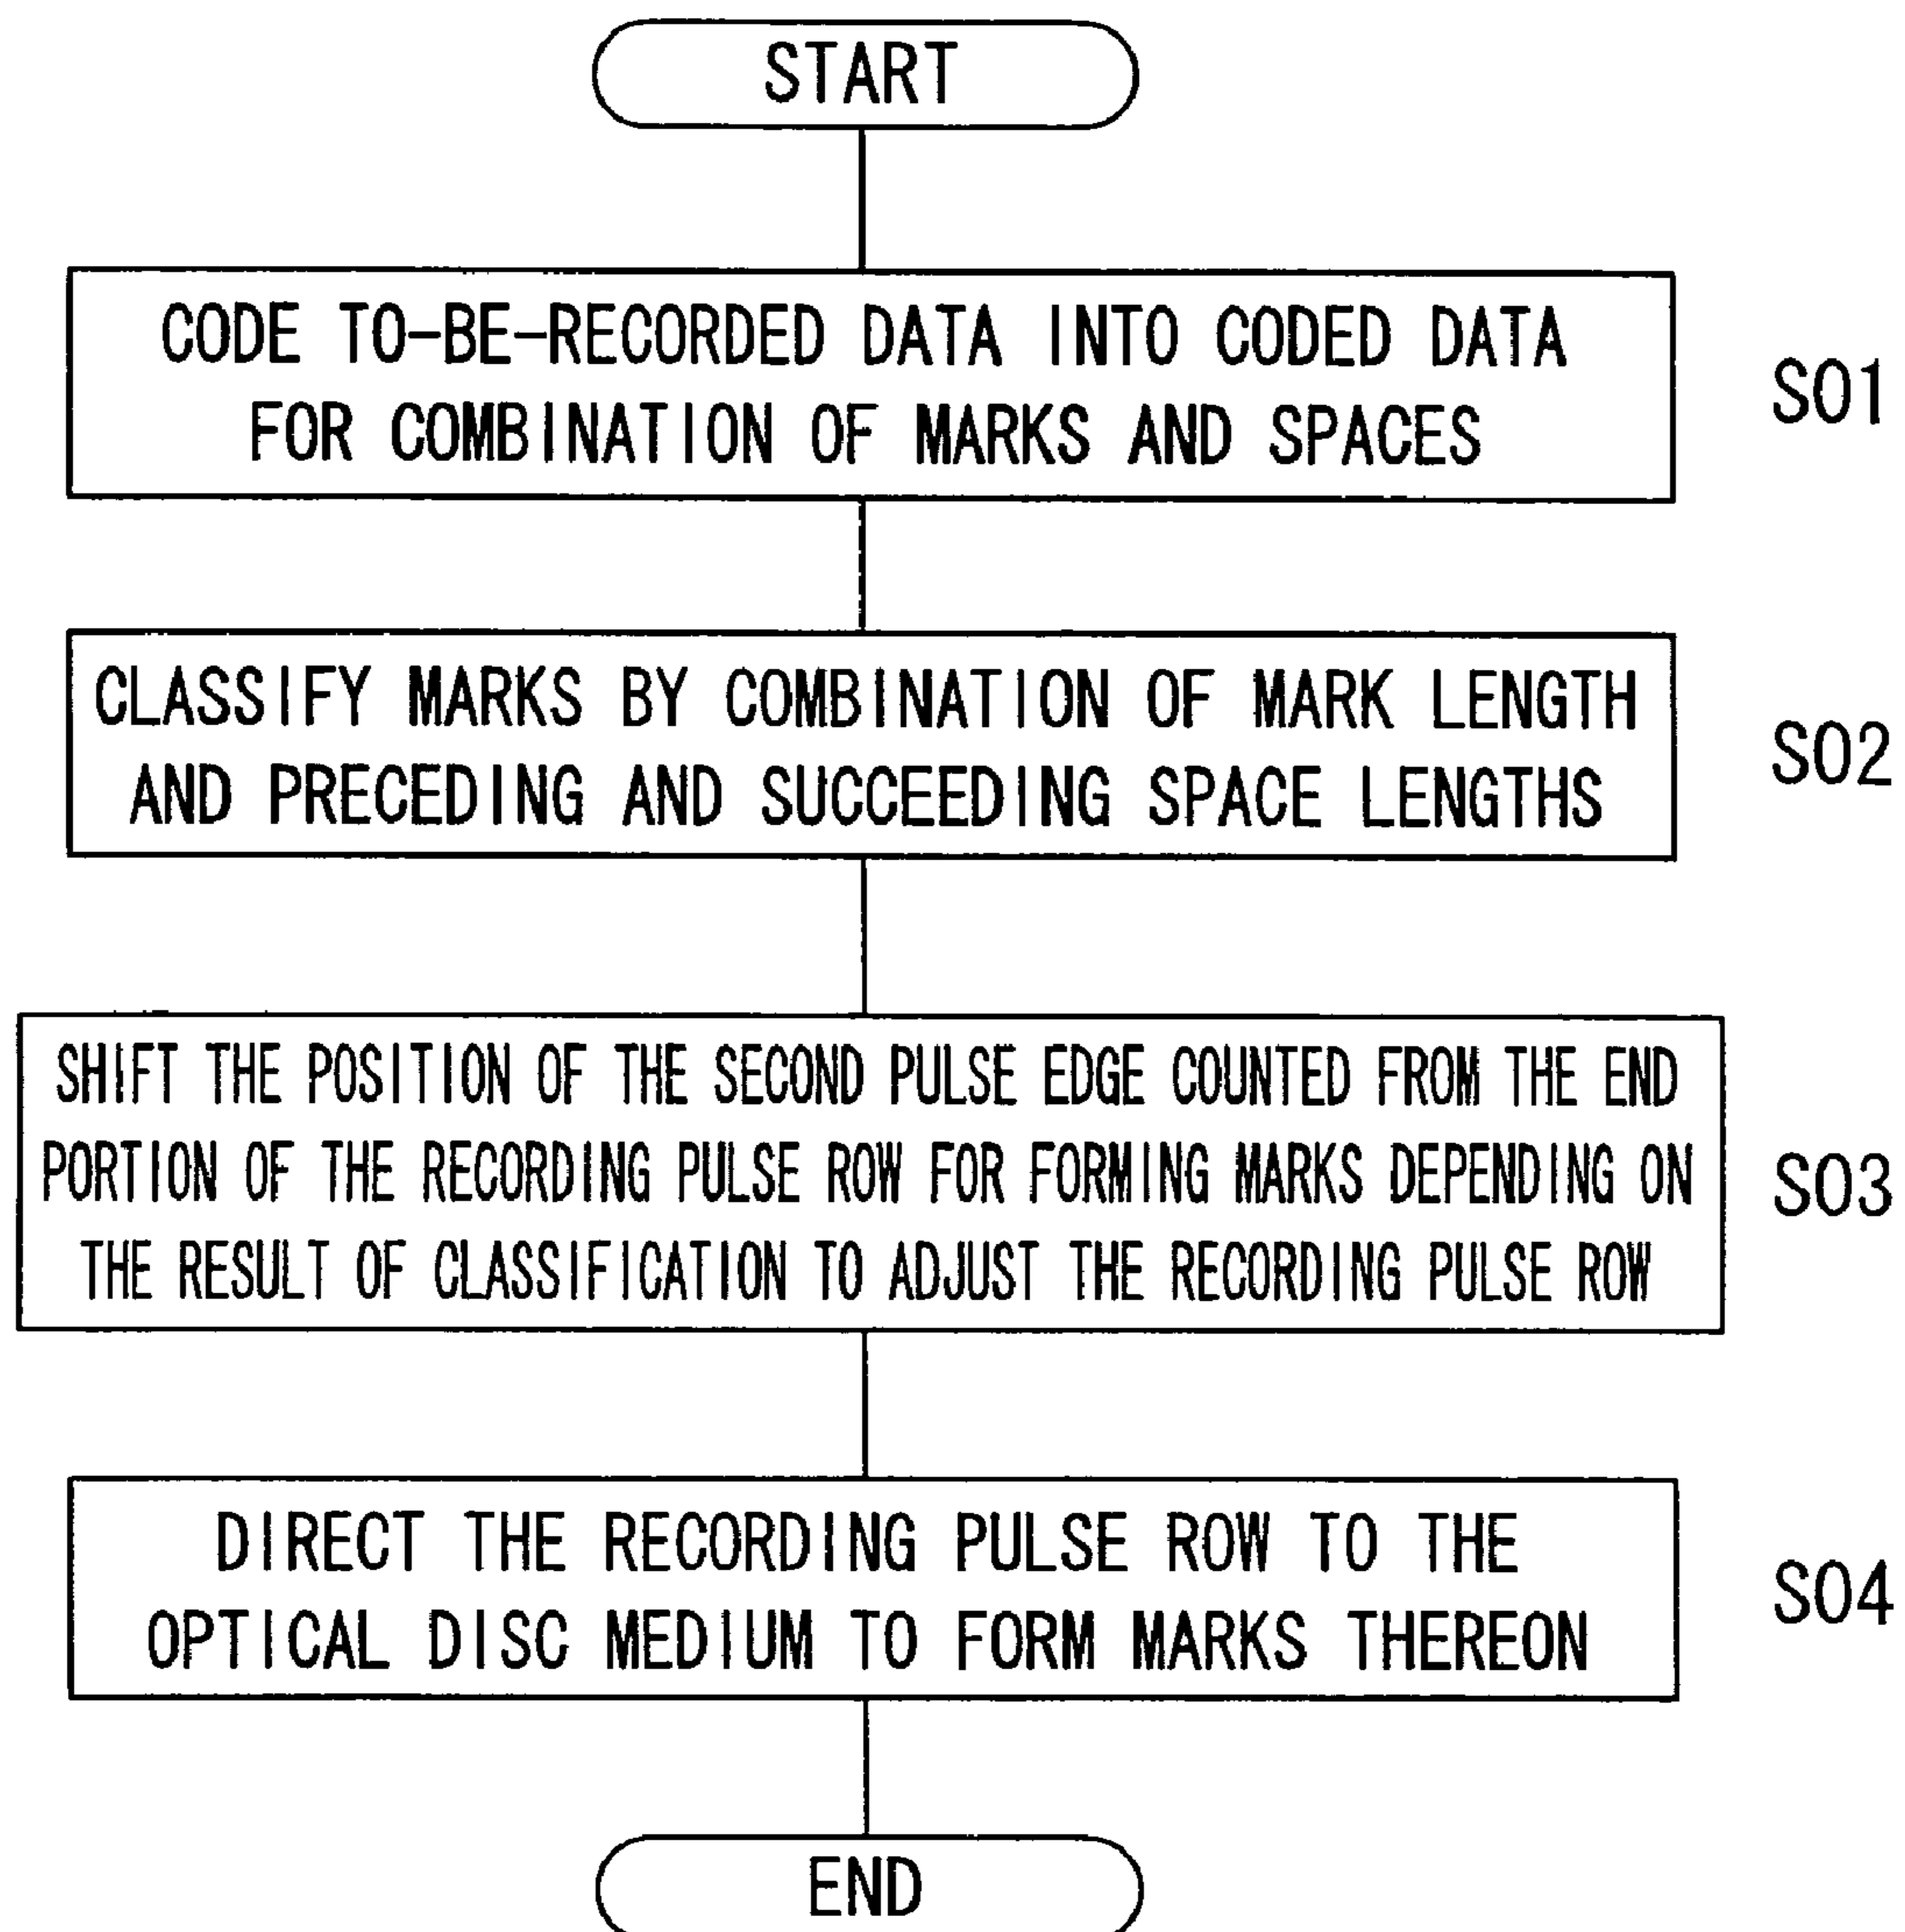 START
CODE TO-BE-RECORDED DATA INTO CODED DATA
FOR COMBINATION OF MARKS AND SPACES
S01
CLASSIFY MARKS BY COMBINATION OF MARK LENGTH
AND PRECEDING AND SUCCEEDING SPACE LENGTHS
S02
SHIFT THE POSITION OF THE SECOND PULSE EDGE COUNTED FROM THE END
PORTION OF THE RECORDING PULSE ROW FOR FORMING MARKS DEPENDING ON
THE RESULT OF CLASSIFICATION TO ADJUST THE RECORDING PULSE ROW
S03
DIRECT THE RECORDING PULSE ROW TO THE
OPTICAL DISC MEDIUM TO FORM MARKS THEREON
S04
END